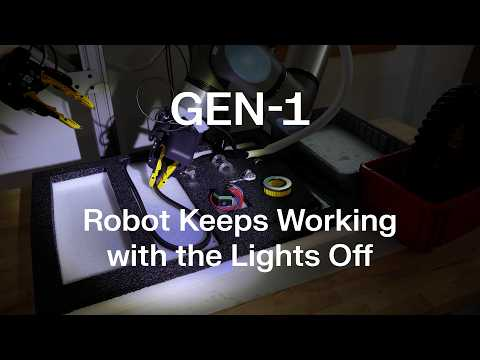 GEN-1
Robot Keeps Working
with the Lights Off